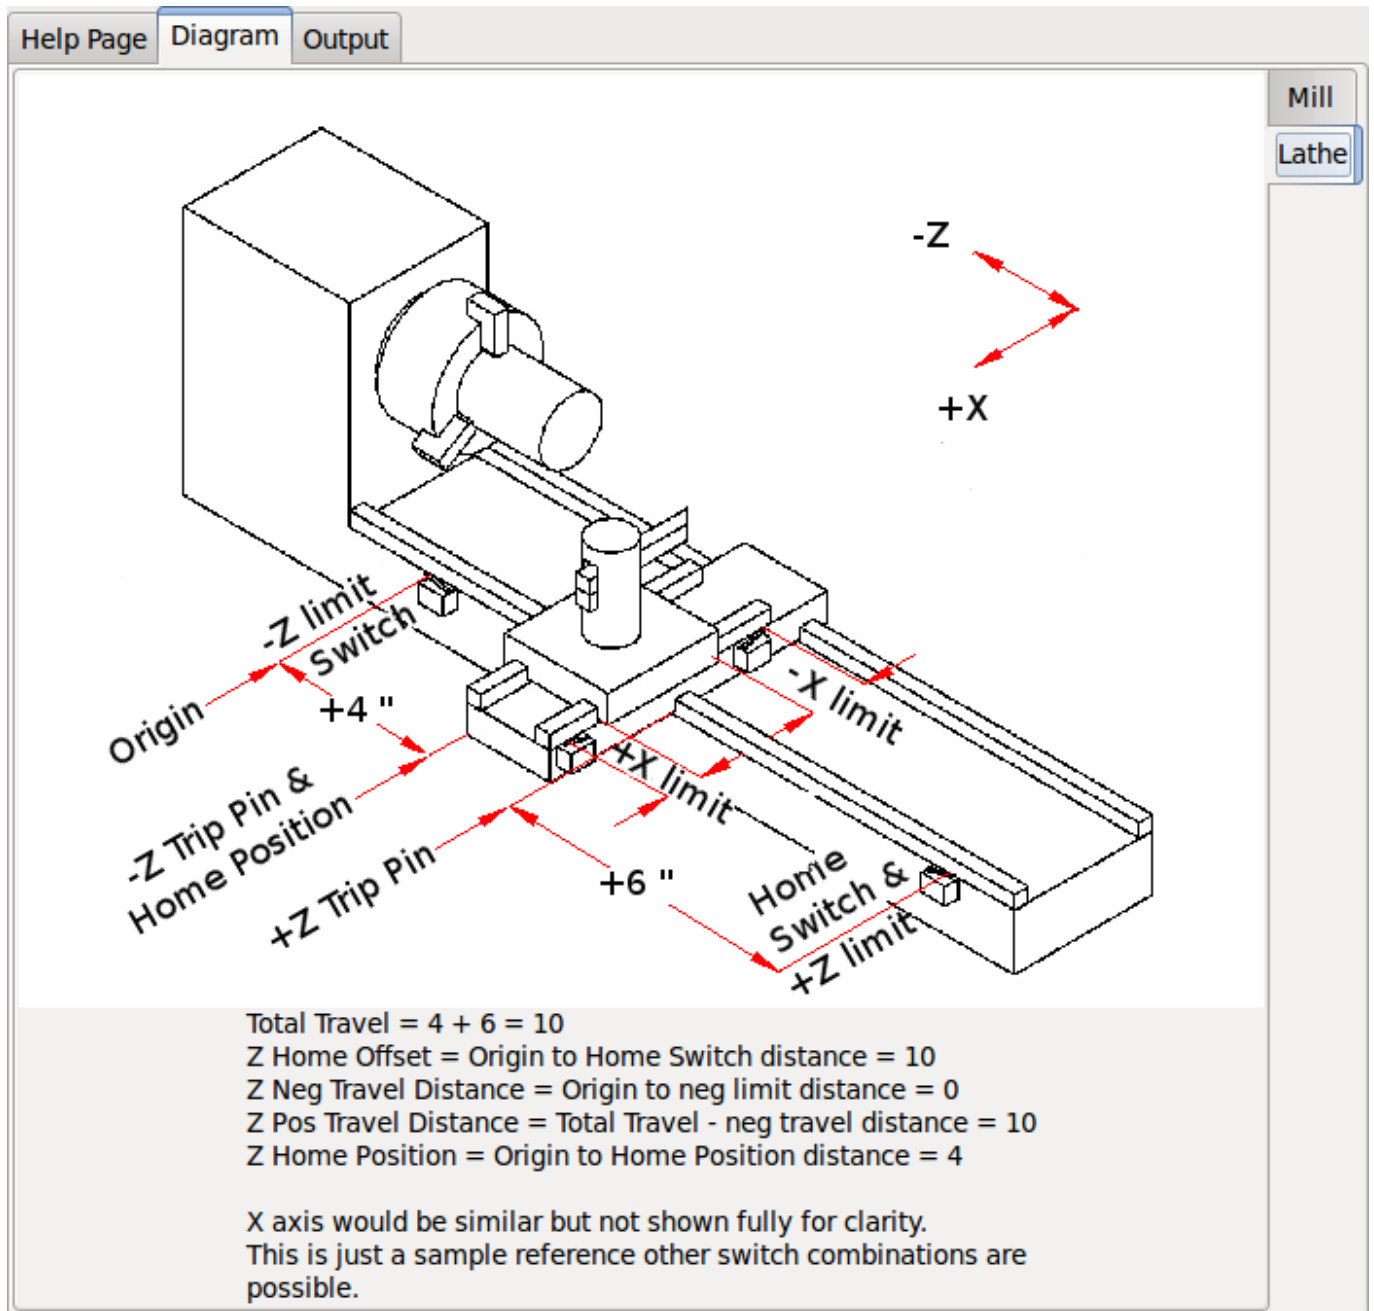 Help Page
Diagram
Output
Mill
Lathe
-Z
+X
-Z limit
Switch
Origin
+4 "
-X limit
+X limit
-Z Trip Pin &
Home Position
+Z Trip Pin
+6 "
Home
Switch &
+Z limit
Total Travel = 4 + 6 = 10
Z Home Offset = Origin to Home Switch distance = 10
Z Neg Travel Distance = Origin to neg limit distance = 0
Z Pos Travel Distance = Total Travel - neg travel distance = 10
Z Home Position = Origin to Home Position distance = 4
X axis would be similar but not shown fully for clarity.
This is just a sample reference other switch combinations are
possible.